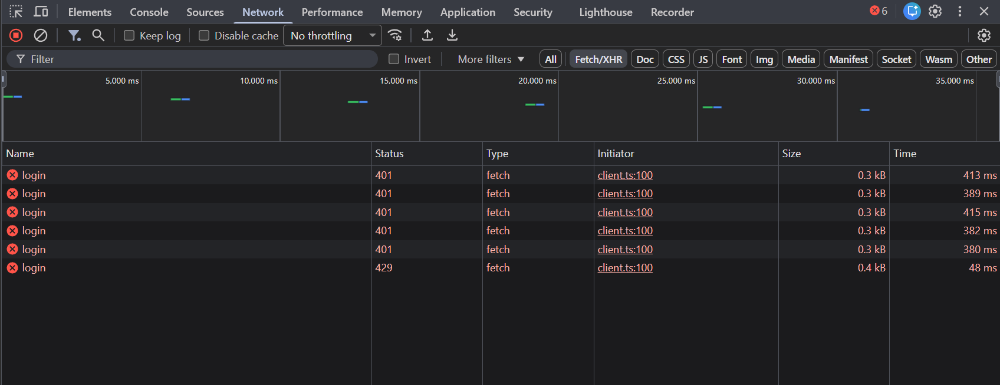 Elements Console Sources Network Performance Memory Application Security Lighthouse Recorder 6
Keep log Disable cache No throttling
Filter Invert More filters All Fetch/XHR Doc CSS JS Font Img Media Manifest Socket Wasm Other
5,000 ms 10,000 ms 15,000 ms 20,000 ms 25,000 ms 30,000 ms 35,000 ms
Name Status Type Initiator Size Time
login 401 fetch client.ts:100 0.3 kB 413 ms
login 401 fetch client.ts:100 0.3 kB 389 ms
login 401 fetch client.ts:100 0.3 kB 415 ms
login 401 fetch client.ts:100 0.3 kB 382 ms
login 401 fetch client.ts:100 0.3 kB 380 ms
login 429 fetch client.ts:100 0.4 kB 48 ms